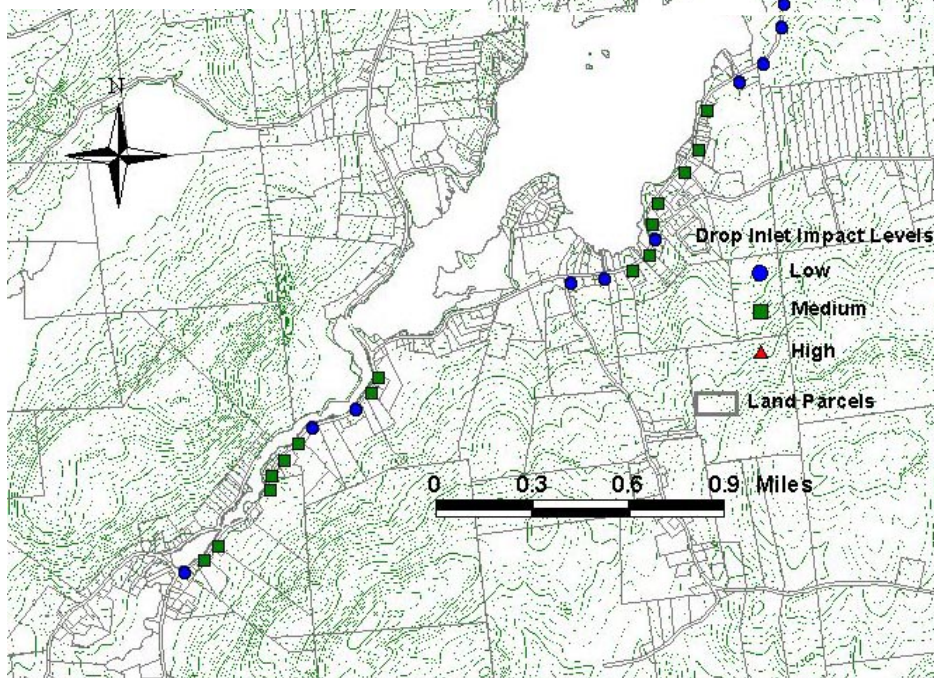 N
Drop Inlet Impact Levels
Low
Medium
High
Land Parcels
0 0.3 0.6 0.9 Miles